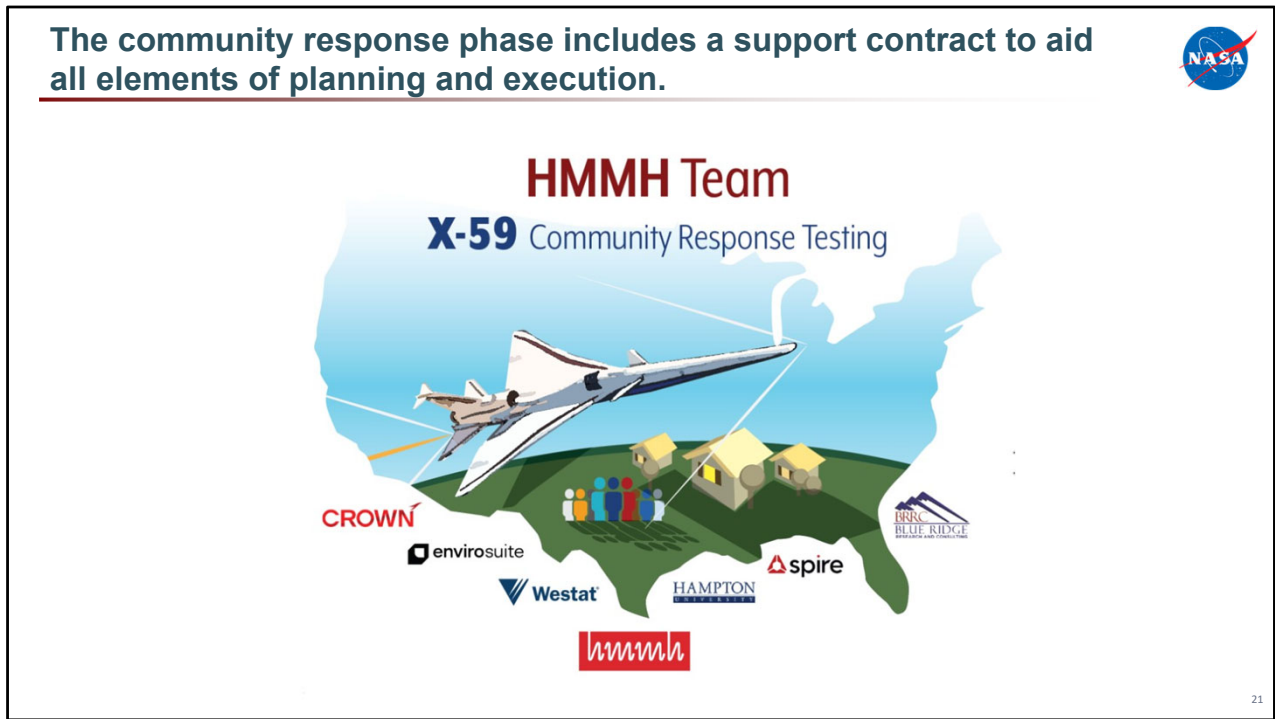 The community response phase includes a support contract to aid
all elements of planning and execution.
NASA
HMMH Team
X-59 Community Response Testing
CROWN
envirosuite
Westat
HAMPTON
UNIVERSITY
spire
BRRC
BLUE RIDGE
RESEARCH AND CONSULTING
hmmh
21